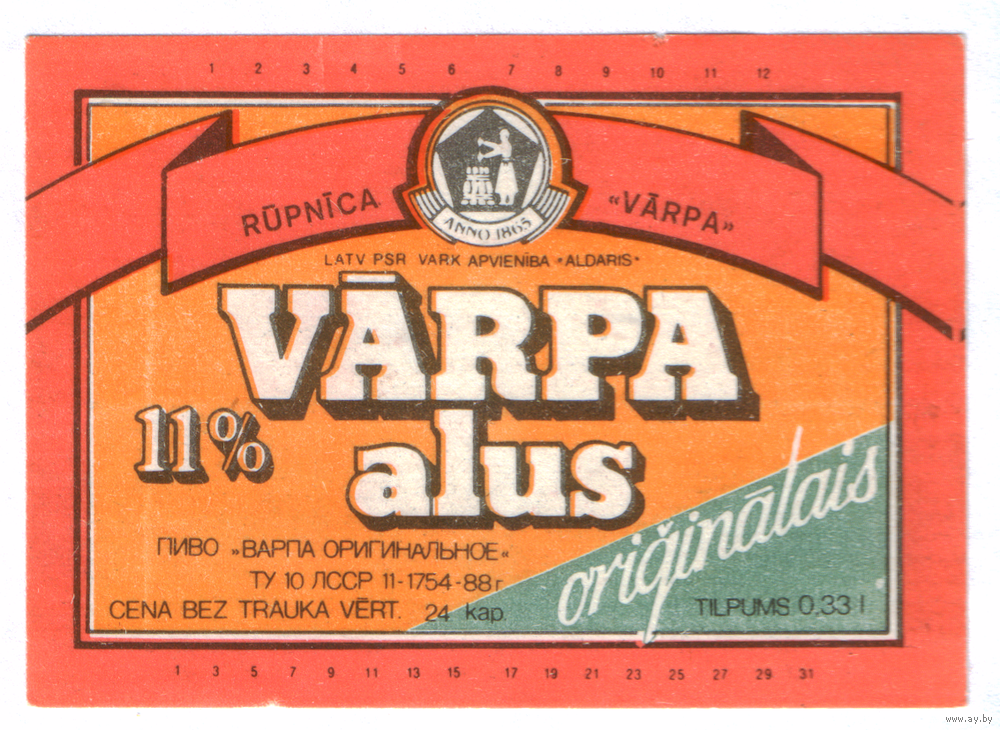 1 2 3 4 5 6 7 8 9 10 11 12
RŪPNĪCA «VĀRPA»
ANNO 1865
LATV PSR VARK APVIENĪBA «ALDARIS»
VĀRPA
11% alus
oriģinālais
ПИВО »ВАРПА ОРИГИНАЛЬНОЕ«
ТУ 10 ЛССР 11-1754-88 г
CENA BEZ TRAUKA VĒRT. 24 kap.
TILPUMS 0.33 l
1 3 5 7 9 11 13 15 17 19 21 23 25 27 29 31
www.ay.by